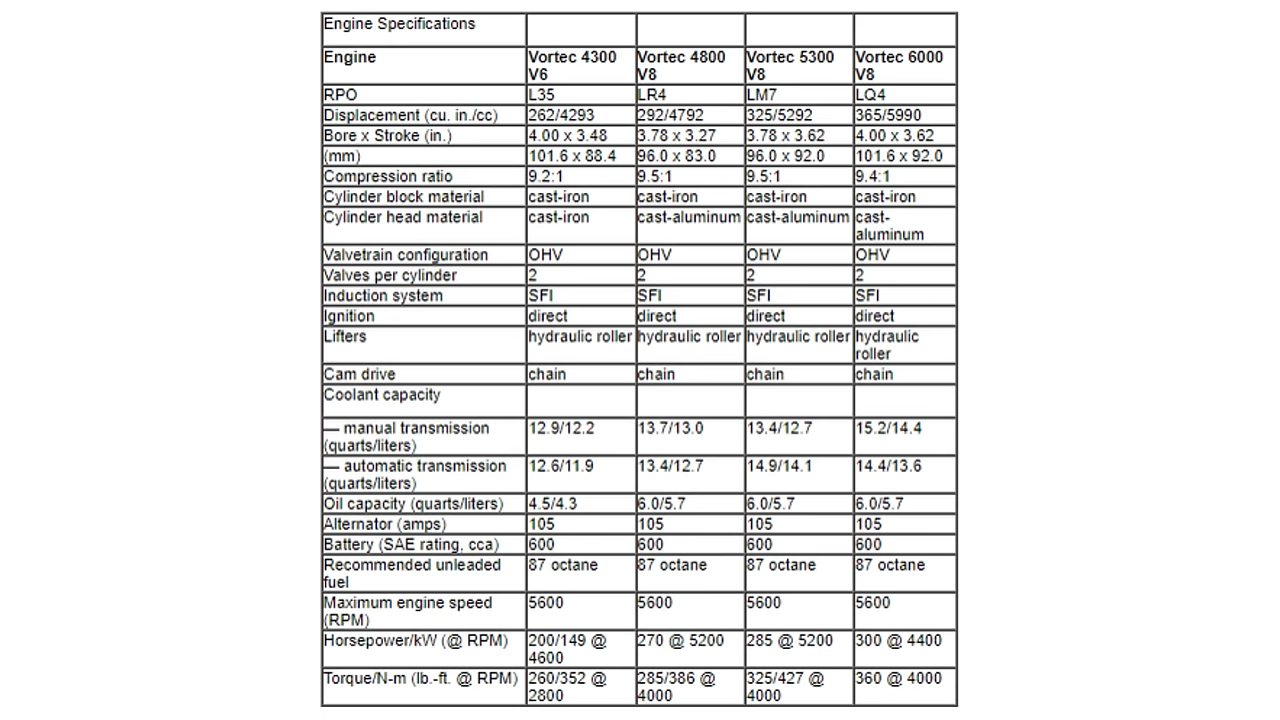 Engine Specifications
Engine Vortec 4300 V6 Vortec 4800 V8 Vortec 5300 V8 Vortec 6000 V8
RPO L35 LR4 LM7 LQ4
Displacement (cu. in./cc) 262/4293 292/4792 325/5292 365/5990
Bore x Stroke (in.) 4.00 x 3.48 3.78 x 3.27 3.78 x 3.62 4.00 x 3.62
(mm) 101.6 x 88.4 96.0 x 83.0 96.0 x 92.0 101.6 x 92.0
Compression ratio 9.2:1 9.5:1 9.5:1 9.4:1
Cylinder block material cast-iron cast-iron cast-iron cast-iron
Cylinder head material cast-iron cast-aluminum cast-aluminum cast-aluminum
Valvetrain configuration OHV OHV OHV OHV
Valves per cylinder 2 2 2 2
Induction system SFI SFI SFI SFI
Ignition direct direct direct direct
Lifters hydraulic roller hydraulic roller hydraulic roller hydraulic roller
Cam drive chain chain chain chain
Coolant capacity
— manual transmission (quarts/liters) 12.9/12.2 13.7/13.0 13.4/12.7 15.2/14.4
— automatic transmission (quarts/liters) 12.6/11.9 13.4/12.7 14.9/14.1 14.4/13.6
Oil capacity (quarts/liters) 4.5/4.3 6.0/5.7 6.0/5.7 6.0/5.7
Alternator (amps) 105 105 105 105
Battery (SAE rating, cca) 600 600 600 600
Recommended unleaded fuel 87 octane 87 octane 87 octane 87 octane
Maximum engine speed (RPM) 5600 5600 5600 5600
Horsepower/kW (@ RPM) 200/149 @ 4600 270 @ 5200 285 @ 5200 300 @ 4400
Torque/N-m (lb.-ft. @ RPM) 260/352 @ 2800 285/386 @ 4000 325/427 @ 4000 360 @ 4000